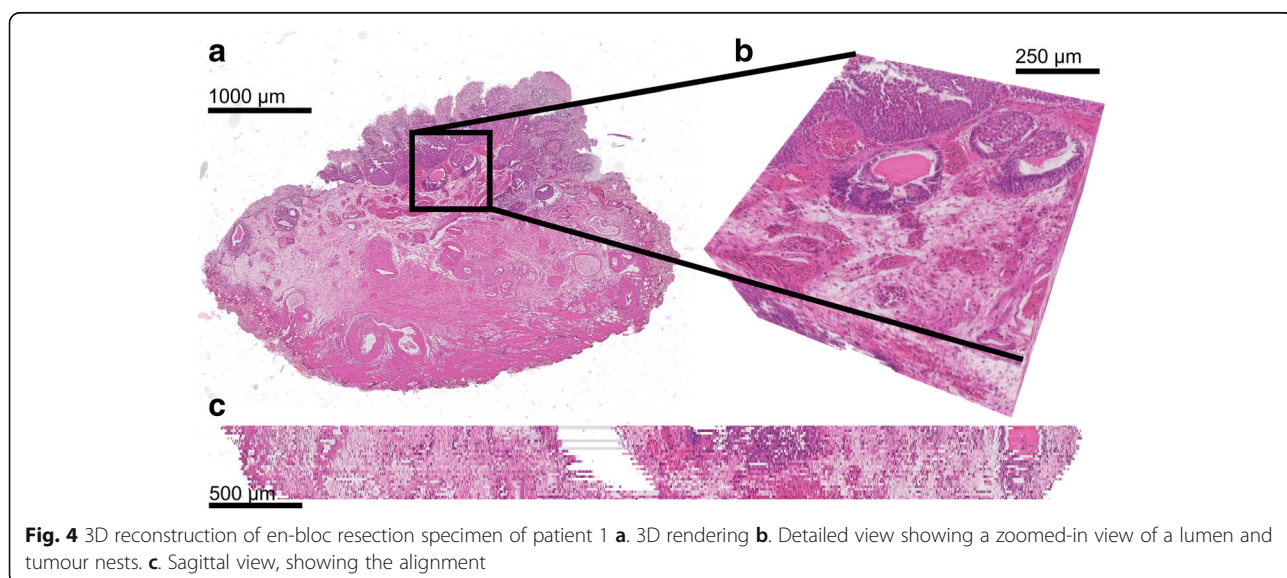 a
b
250 µm
1000 µm
c
500 µm
Fig. 4 3D reconstruction of en-bloc resection specimen of patient 1 a. 3D rendering b. Detailed view showing a zoomed-in view of a lumen and
tumour nests. c. Sagittal view, showing the alignment